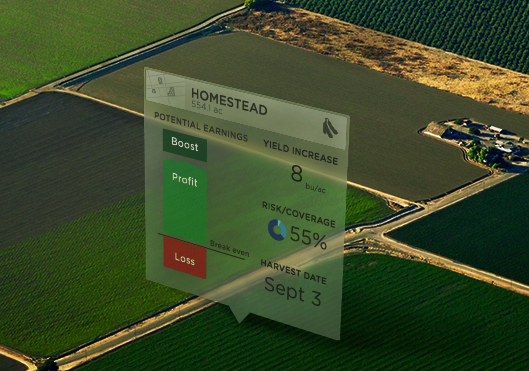 HOMESTEAD
554.1 ac
POTENTIAL EARNINGS
Boost
Profit
Break even
Loss
YIELD INCREASE
8 bu/ac
RISK/COVERAGE
55%
HARVEST DATE
Sept 3